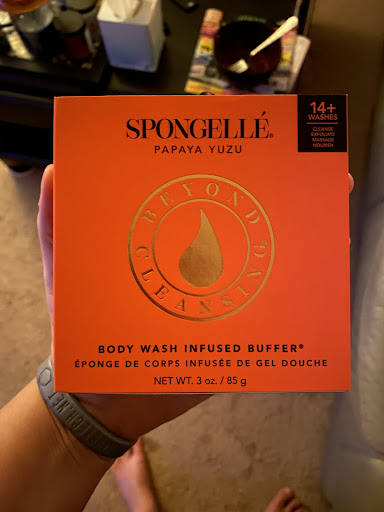 14+
WASHES
CLEANSE
EXFOLIATE
MASSAGE
NOURISH
SPONGELLÉ®
PAPAYA YUZU
BEYOND
CLEANSING
BODY WASH INFUSED BUFFER®
ÉPONGE DE CORPS INFUSÉE DE GEL DOUCHE
NET WT. 3 oz. / 85 g